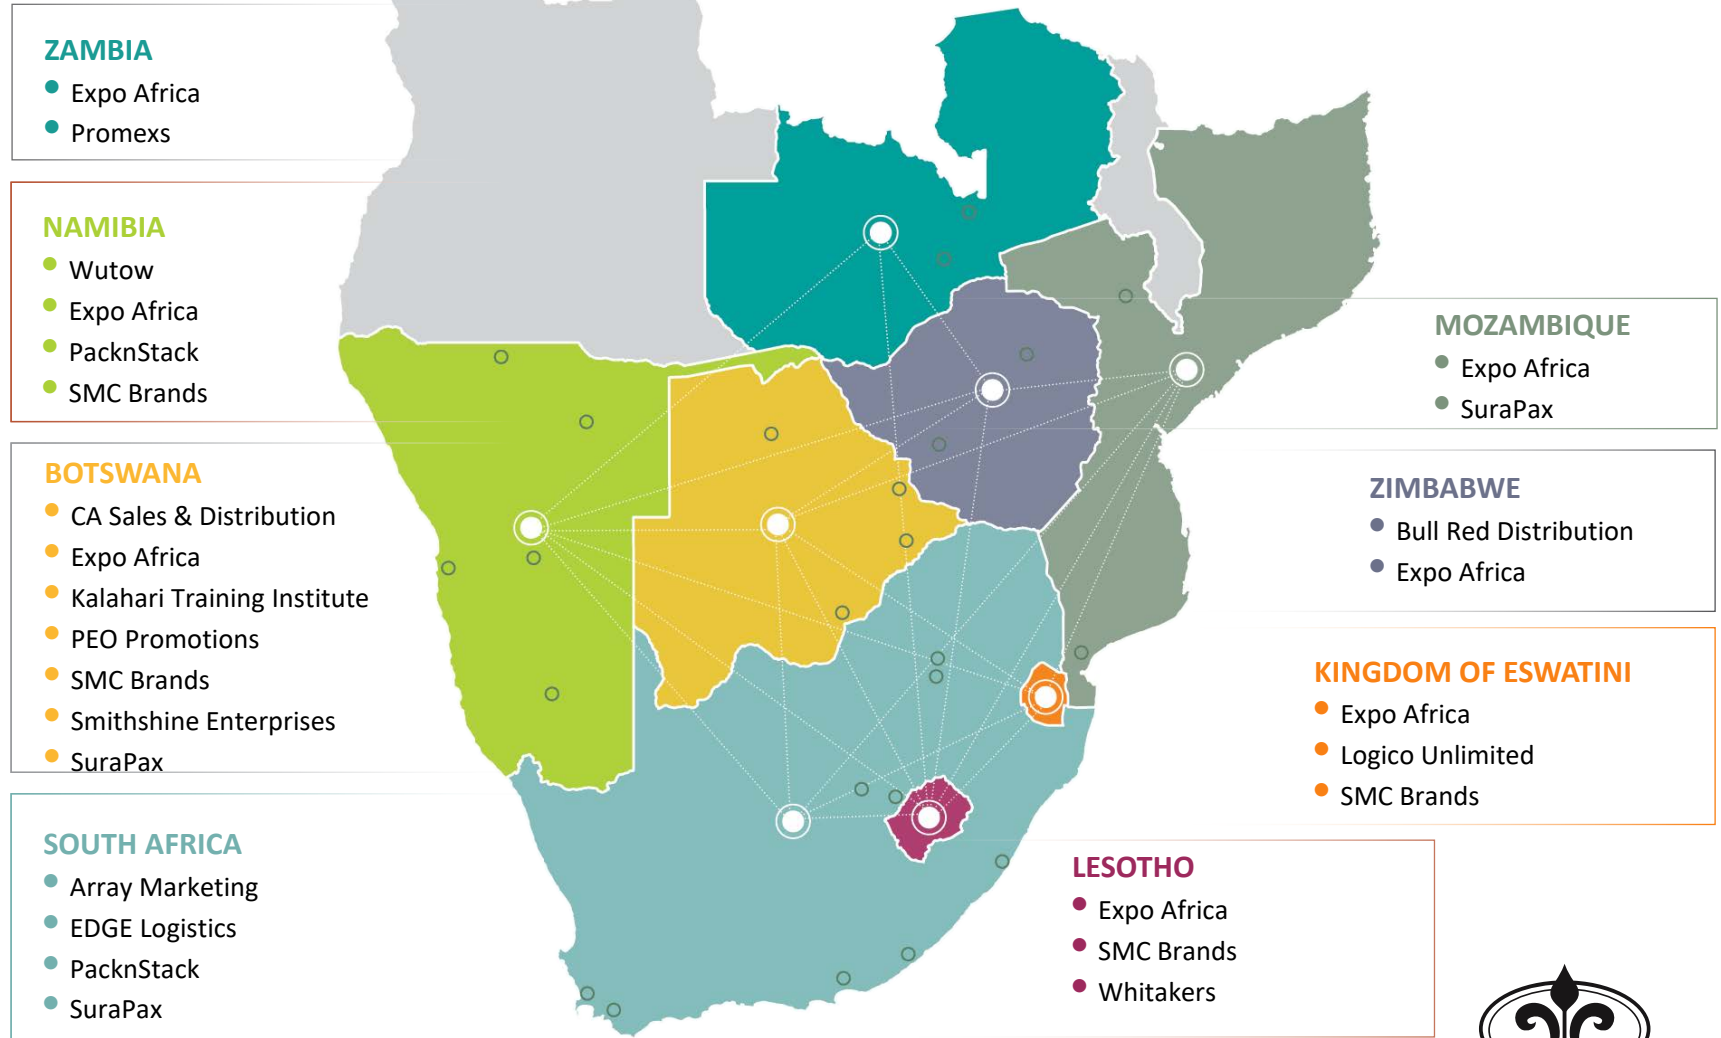 ZAMBIA
Expo Africa
Promexs
NAMIBIA
Wutow
Expo Africa
PacknStack
SMC Brands
BOTSWANA
CA Sales & Distribution
Expo Africa
Kalahari Training Institute
PEO Promotions
SMC Brands
Smithshine Enterprises
SuraPax
SOUTH AFRICA
Array Marketing
EDGE Logistics
PacknStack
SuraPax
MOZAMBIQUE
Expo Africa
SuraPax
ZIMBABWE
Bull Red Distribution
Expo Africa
KINGDOM OF ESWATINI
Expo Africa
Logico Unlimited
SMC Brands
LESOTHO
Expo Africa
SMC Brands
Whitakers